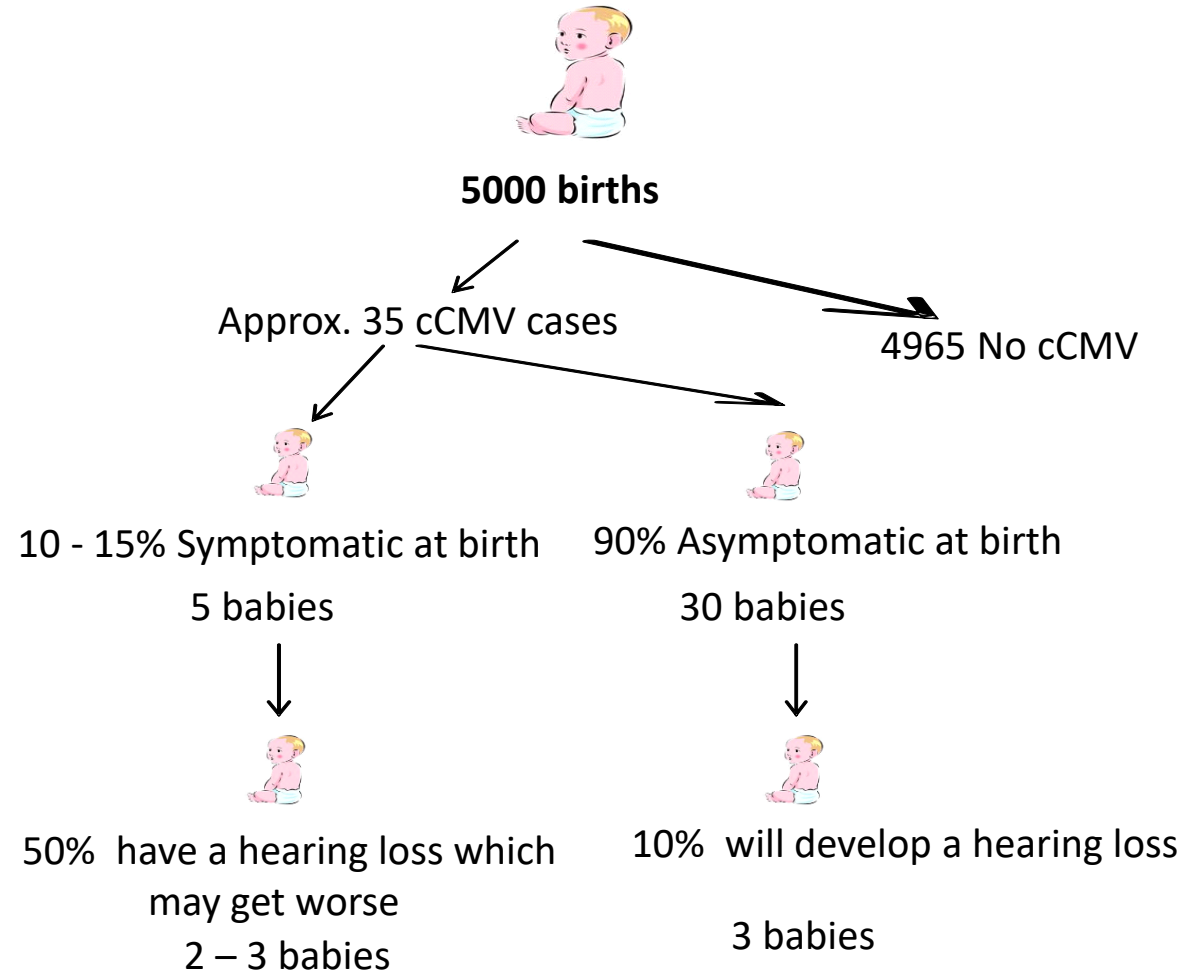 5000 births
Approx. 35 cCMV cases
4965 No cCMV
10 - 15% Symptomatic at birth
5 babies
90% Asymptomatic at birth
30 babies
50% have a hearing loss which
may get worse
2 – 3 babies
10% will develop a hearing loss
3 babies